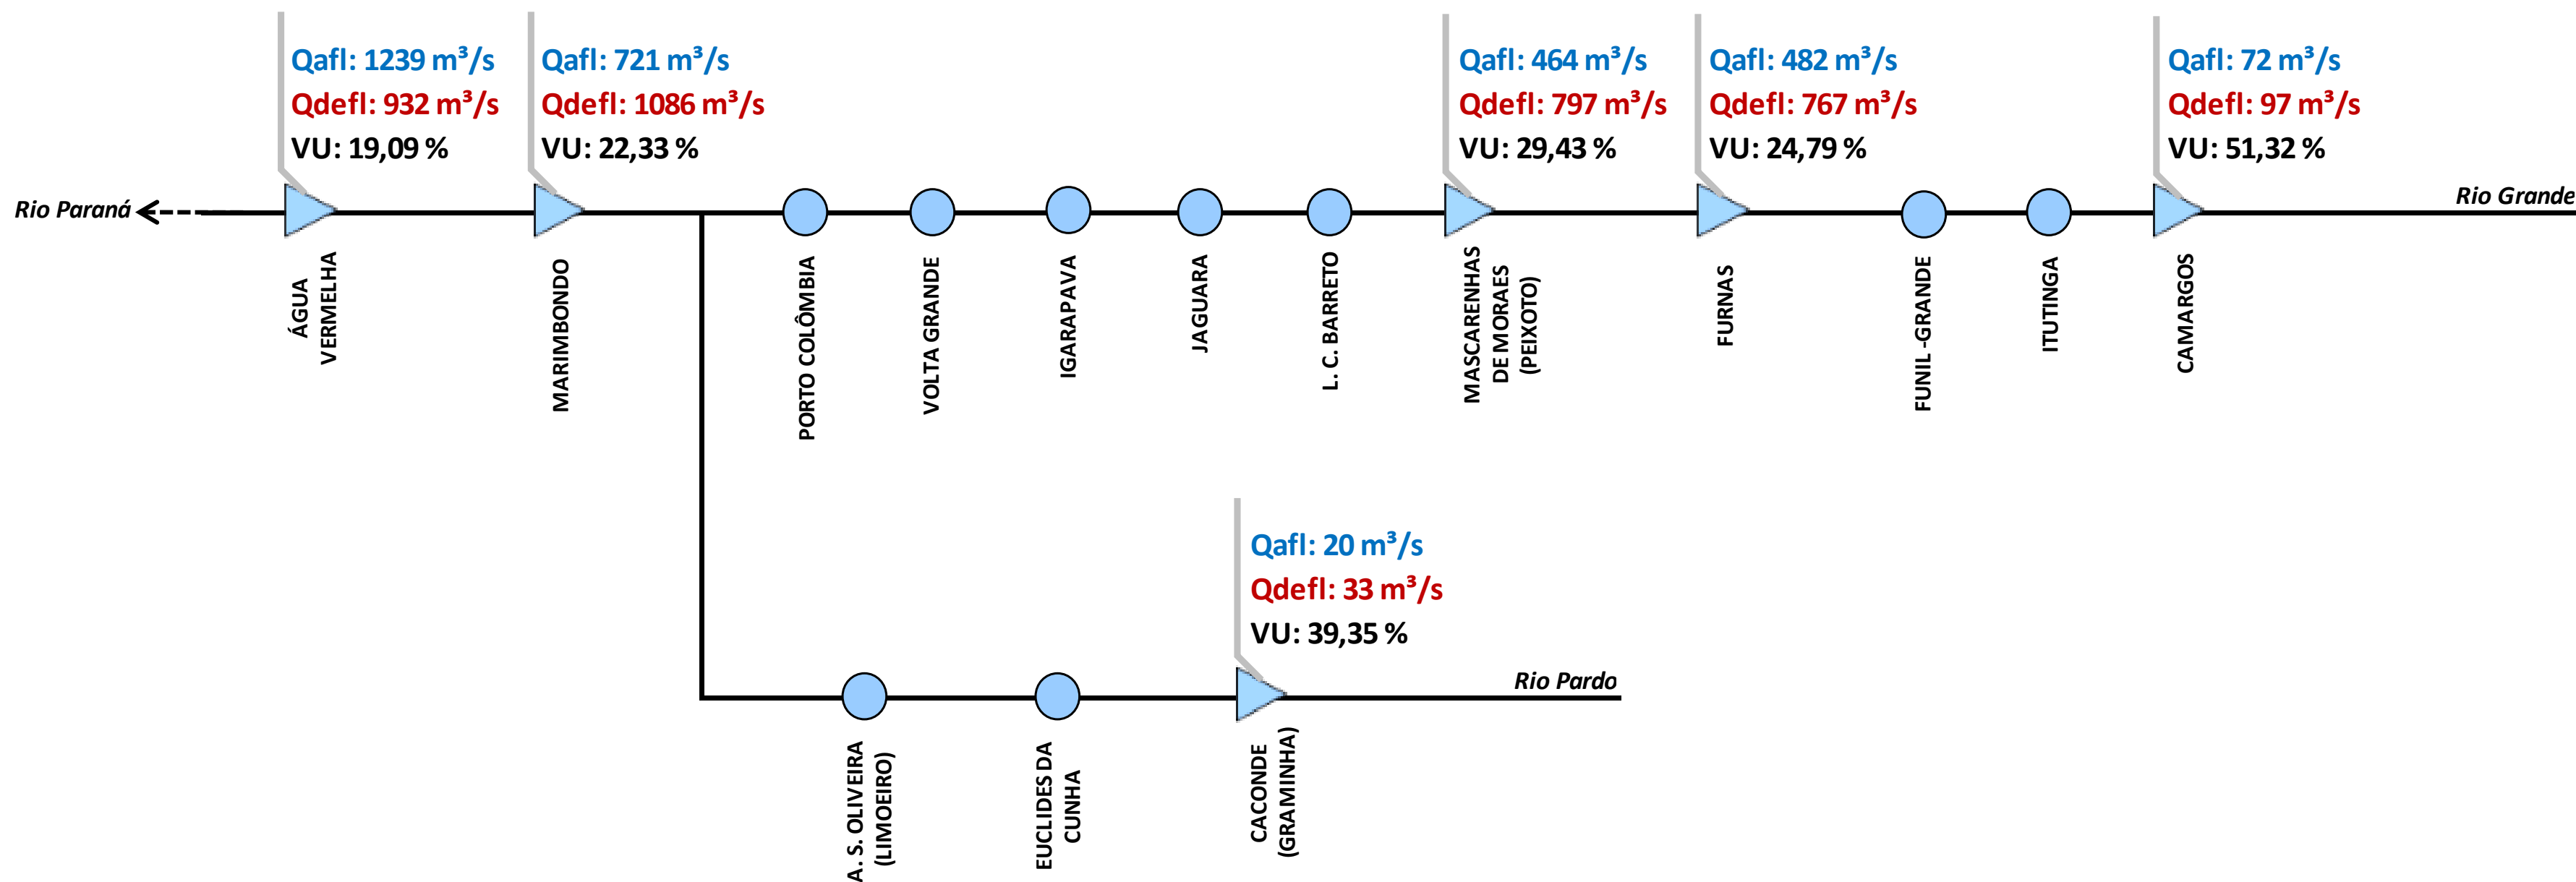 Qafl: 1239 m³/s
Qdefl: 932 m³/s
VU: 19,09 %
Qafl: 721 m³/s
Qdefl: 1086 m³/s
VU: 22,33 %
Qafl: 464 m³/s
Qdefl: 797 m³/s
VU: 29,43 %
Qafl: 482 m³/s
Qdefl: 767 m³/s
VU: 24,79 %
Qafl: 72 m³/s
Qdefl: 97 m³/s
VU: 51,32 %
Rio Paraná
Rio Grande
ÁGUA
VERMELHA
MARIMBONDO
PORTO COLÔMBIA
VOLTA GRANDE
IGARAPAVA
JAGUARA
L. C. BARRETO
MASCARENHAS
DE MORAES
(PEIXOTO)
FURNAS
FUNIL -GRANDE
ITUTINGA
CAMARGOS
Qafl: 20 m³/s
Qdefl: 33 m³/s
VU: 39,35 %
Rio Pardo
A. S. OLIVEIRA
(LIMOEIRO)
EUCLIDES DA
CUNHA
CACONDE
(GRAMINHA)